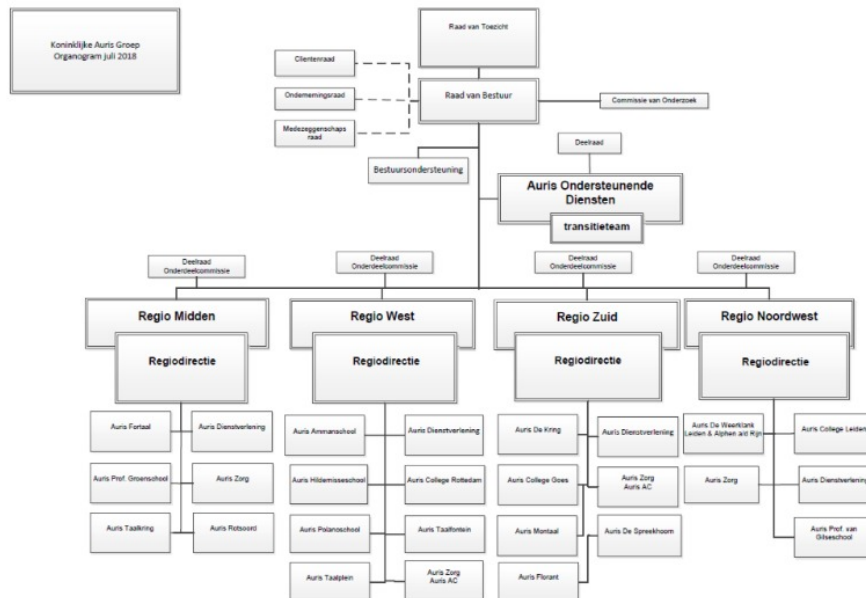 Koninklijke Auris Groep
Organogram juli 2018
Raad van Toezicht
Cliëntenraad
Ondernemingsraad
Medezeggenschaps
raad
Raad van Bestuur
Commissie van Onderzoek
Bestuursondersteuning
Deelraad
Auris Ondersteunende
Diensten
transitieteam
Deelraad
Onderdeelcommissie
Deelraad
Onderdeelcommissie
Deelraad
Onderdeelcommissie
Deelraad
Onderdeelcommissie
Regio Midden
Regio West
Regio Zuid
Regio Noordwest
Regiodirectie
Regiodirectie
Regiodirectie
Regiodirectie
Auris Fortaal
Auris Dienstverlening
Auris Prof. Groenschool
Auris Zorg
Auris Taalkring
Auris Rotsoord
Auris Ammanschool
Auris Dienstverlening
Auris Hildernisseschool
Auris College Rotterdam
Auris Polanoschool
Auris Taalfontein
Auris Taalplein
Auris Zorg
Auris AC
Auris De Kring
Auris Dienstverlening
Auris College Goes
Auris Zorg
Auris AC
Auris Montaal
Auris De Spreekhoorn
Auris Florant
Auris De Weerklank
Leiden & Alphen a/d Rijn
Auris College Leiden
Auris Zorg
Auris Dienstverlening
Auris Prof. van
Gilseschool